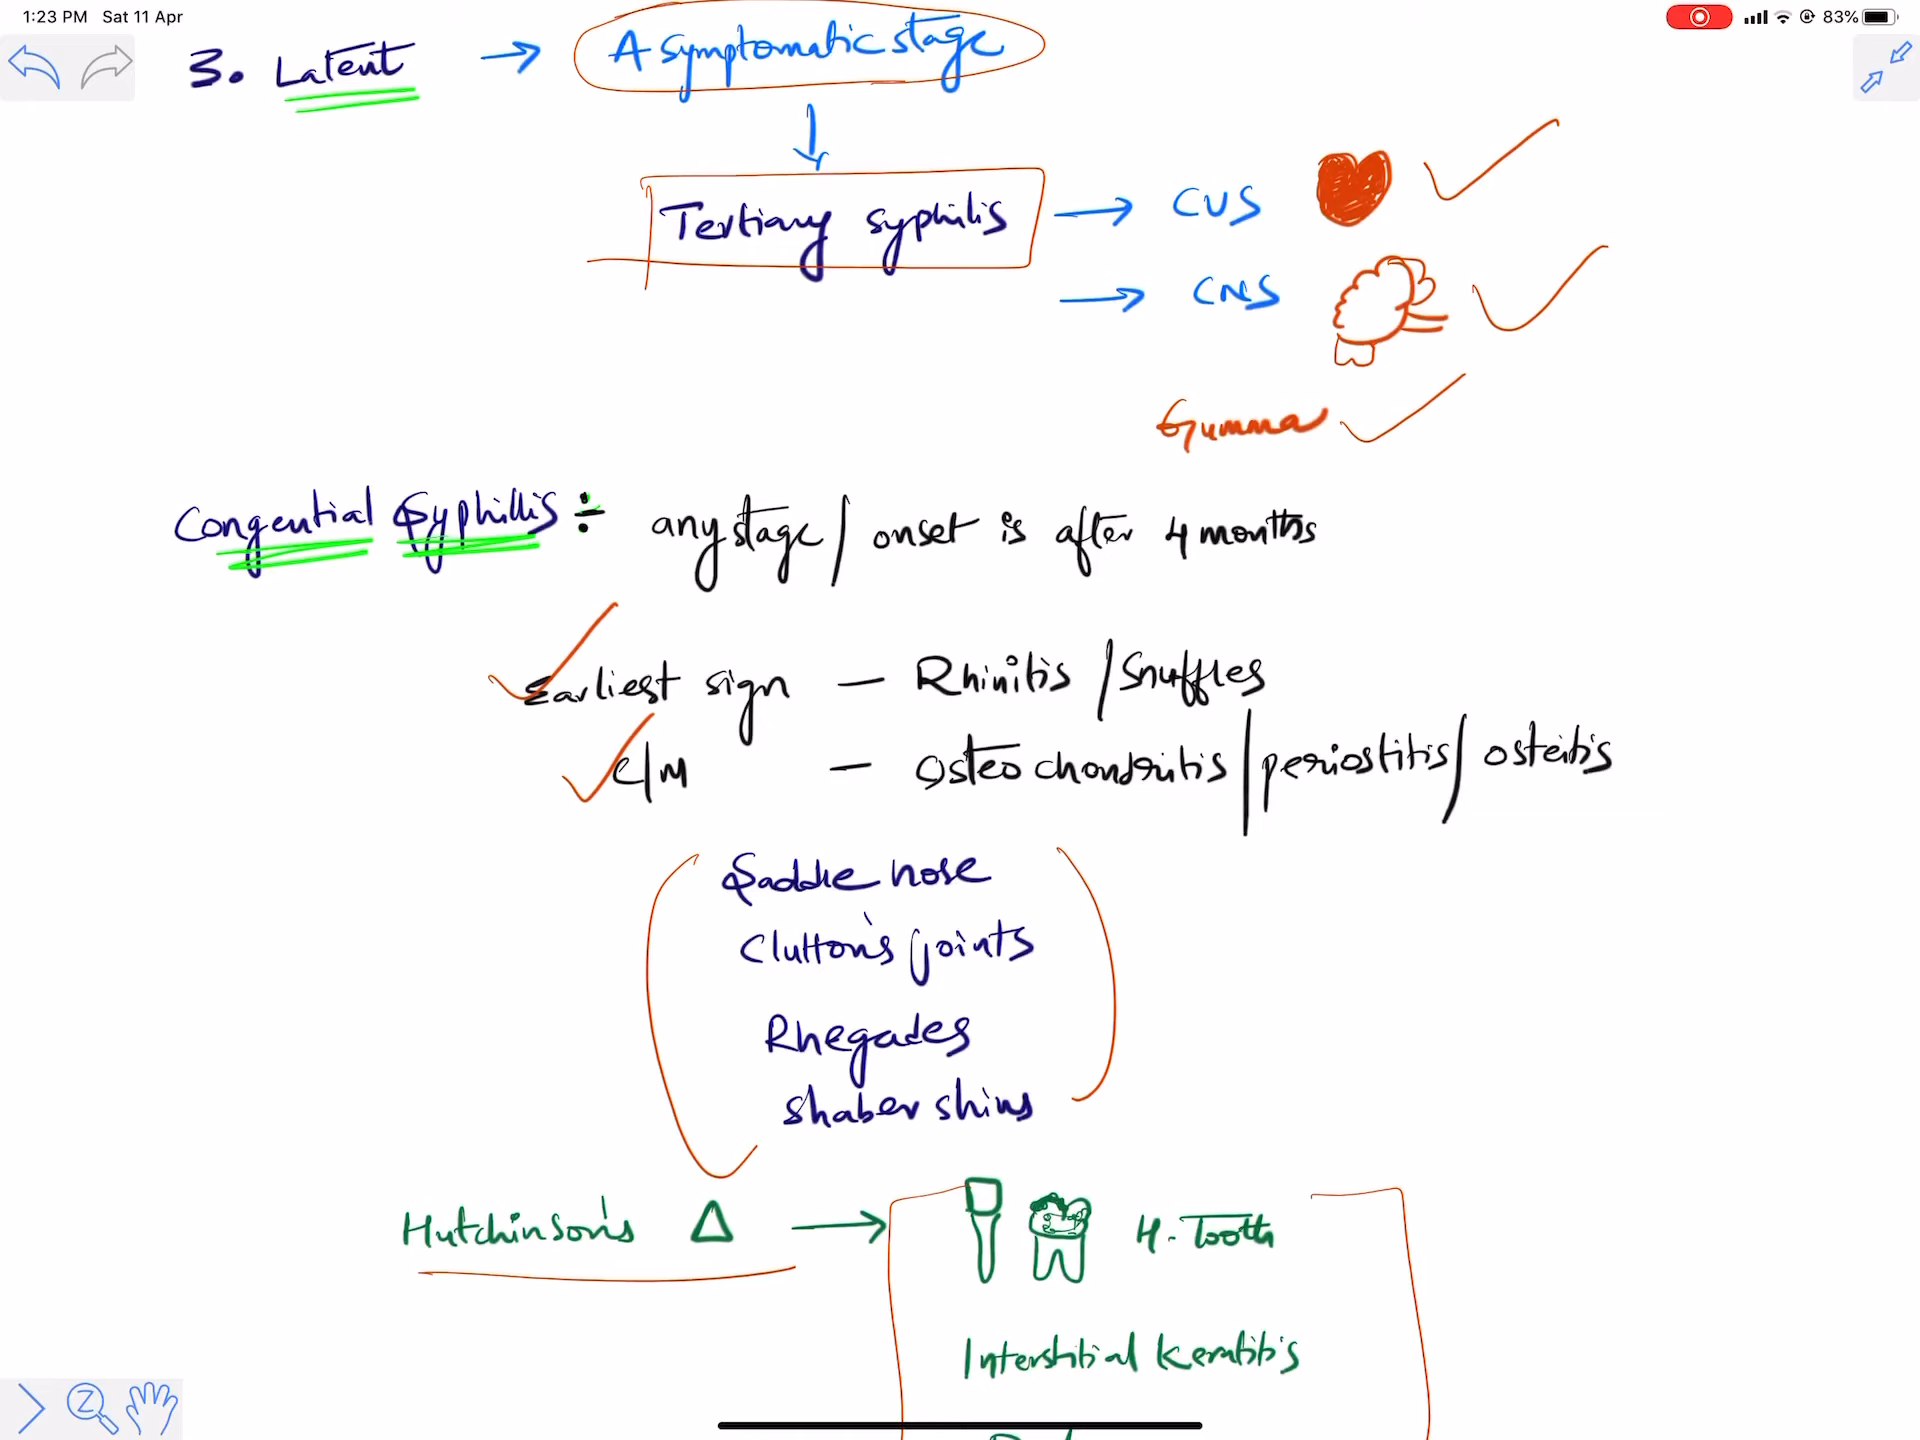 1:23 PM Sat 11 Apr
83%
3. Latent → Asymptomatic stage
↓
Tertiary syphilis → CVS
→ CNS
Gumma
Congential Syphillis ÷ any stage / onset is after 4 months
Earliest sign — Rhinitis / Snuffles
C/M — Osteochondritis / periostitis / osteitis
Saddle nose
Clutton's joints
Rhegades
Shaber shins
Hutchinson's Δ → H. Tooth
Interstitial Keratitis